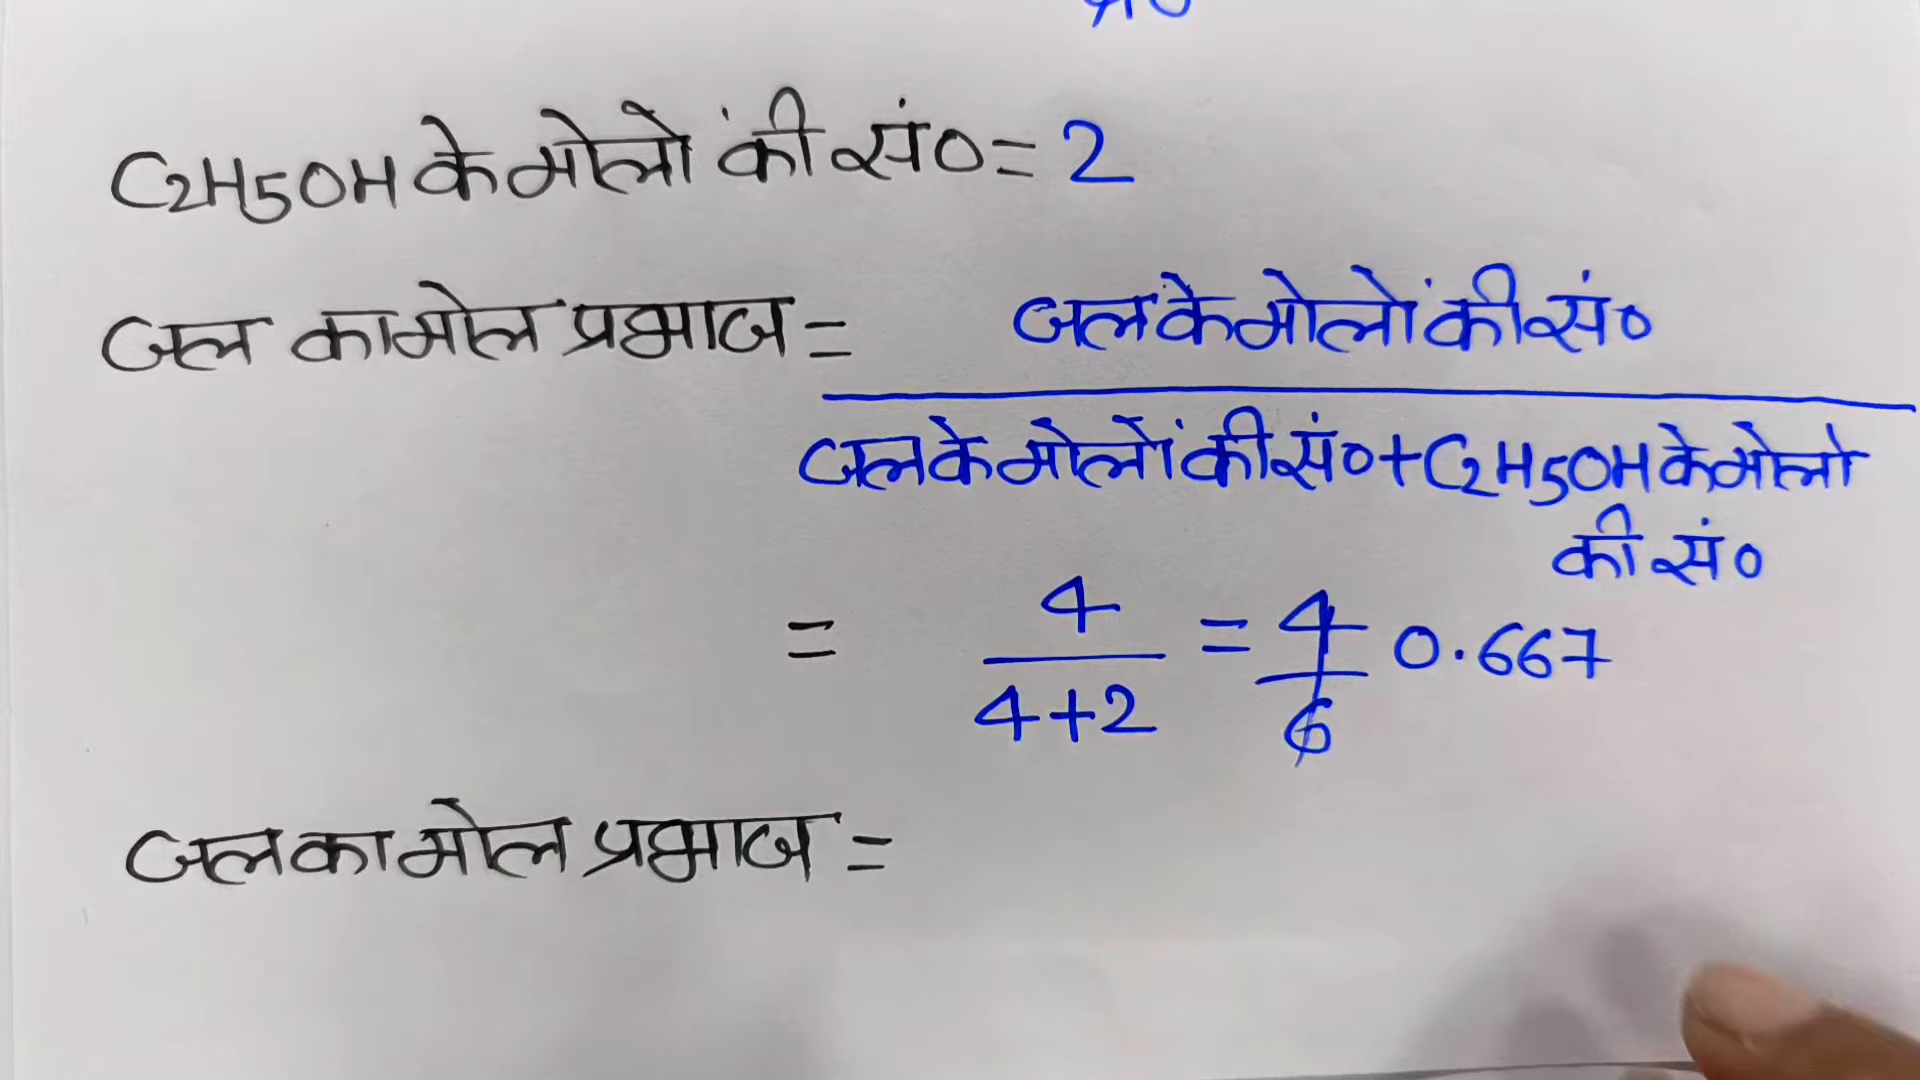 C2H5OH के मोलों की सं० = 2
जल का मोल प्रभाज = जल के मोलों की सं०
जल के मोलों की सं० + C2H5OH के मोलो
की सं०
= 4 / 4+2 = 4 / 6 0.667
जल का मोल प्रभाज =